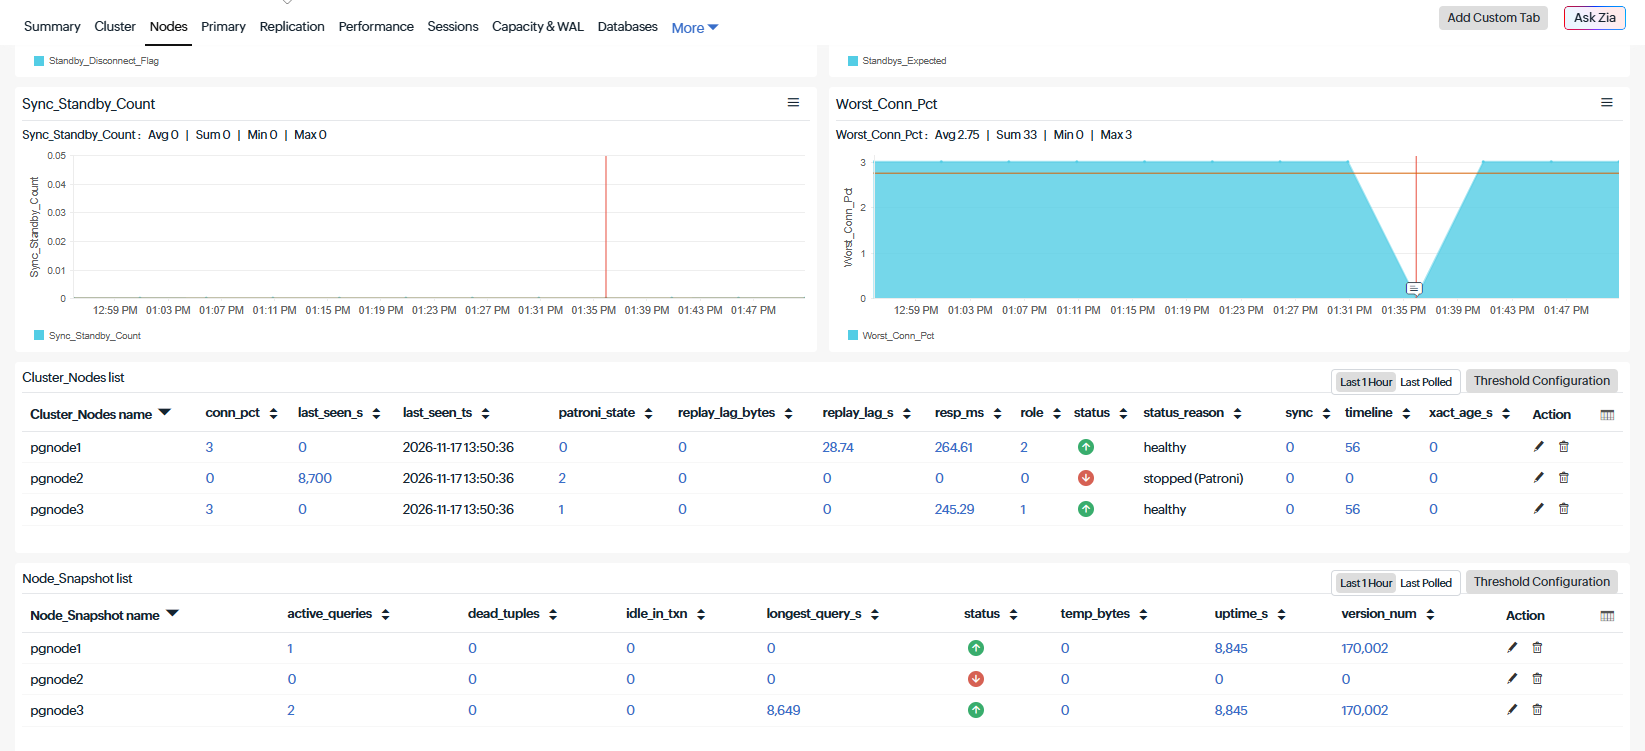 Summary Cluster Nodes Primary Replication Performance Sessions Capacity & WAL Databases More Add Custom Tab Ask Zia
Standby_Disconnect_Flag
Standbys_Expected
Sync_Standby_Count
Sync_Standby_Count : Avg 0 | Sum 0 | Min 0 | Max 0
Sync_Standby_Count
0.05
0.04
0.03
0.02
0.01
0
12:59 PM 01:03 PM 01:07 PM 01:11 PM 01:15 PM 01:19 PM 01:23 PM 01:27 PM 01:31 PM 01:35 PM 01:39 PM 01:43 PM 01:47 PM
Sync_Standby_Count
Worst_Conn_Pct
Worst_Conn_Pct : Avg 2.75 | Sum 33 | Min 0 | Max 3
Worst_Conn_Pct
3
2
1
0
12:59 PM 01:03 PM 01:07 PM 01:11 PM 01:15 PM 01:19 PM 01:23 PM 01:27 PM 01:31 PM 01:35 PM 01:39 PM 01:43 PM 01:47 PM
Worst_Conn_Pct
Cluster_Nodes list Last 1 Hour Last Polled Threshold Configuration
Cluster_Nodes name conn_pct last_seen_s last_seen_ts patroni_state replay_lag_bytes replay_lag_s resp_ms role status status_reason sync timeline xact_age_s Action
pgnode1 3 0 2026-11-17 13:50:36 0 0 28.74 264.61 2 healthy 0 56 0
pgnode2 0 8,700 2026-11-17 13:50:36 2 0 0 0 0 stopped (Patroni) 0 0 0
pgnode3 3 0 2026-11-17 13:50:36 1 0 0 245.29 1 healthy 0 56 0
Node_Snapshot list Last 1 Hour Last Polled Threshold Configuration
Node_Snapshot name active_queries dead_tuples idle_in_txn longest_query_s status temp_bytes uptime_s version_num Action
pgnode1 1 0 0 0 0 8,845 170,002
pgnode2 0 0 0 0 0 0 0
pgnode3 2 0 0 8,649 0 8,845 170,002